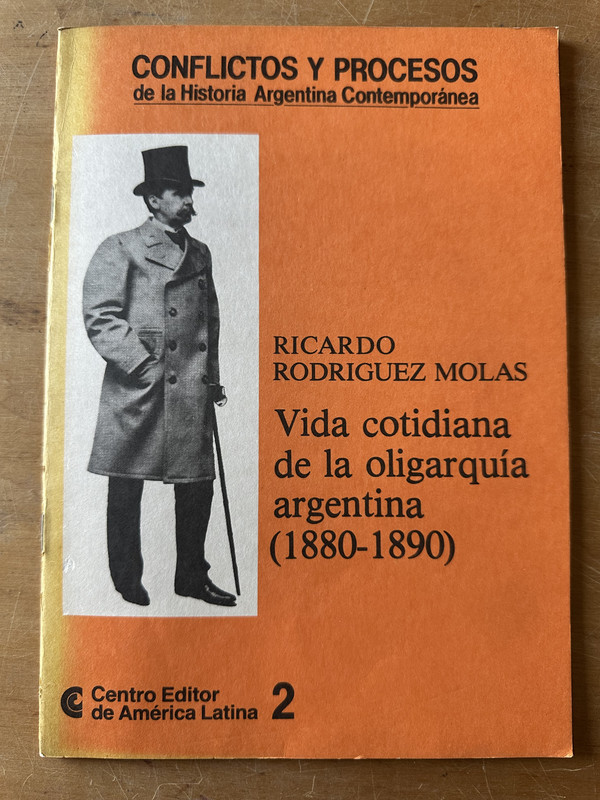 CONFLICTOS Y PROCESOS
de la Historia Argentina Contemporánea
RICARDO
RODRIGUEZ MOLAS
Vida cotidiana
de la oligarquía
argentina
(1880-1890)
Centro Editor
de América Latina 2